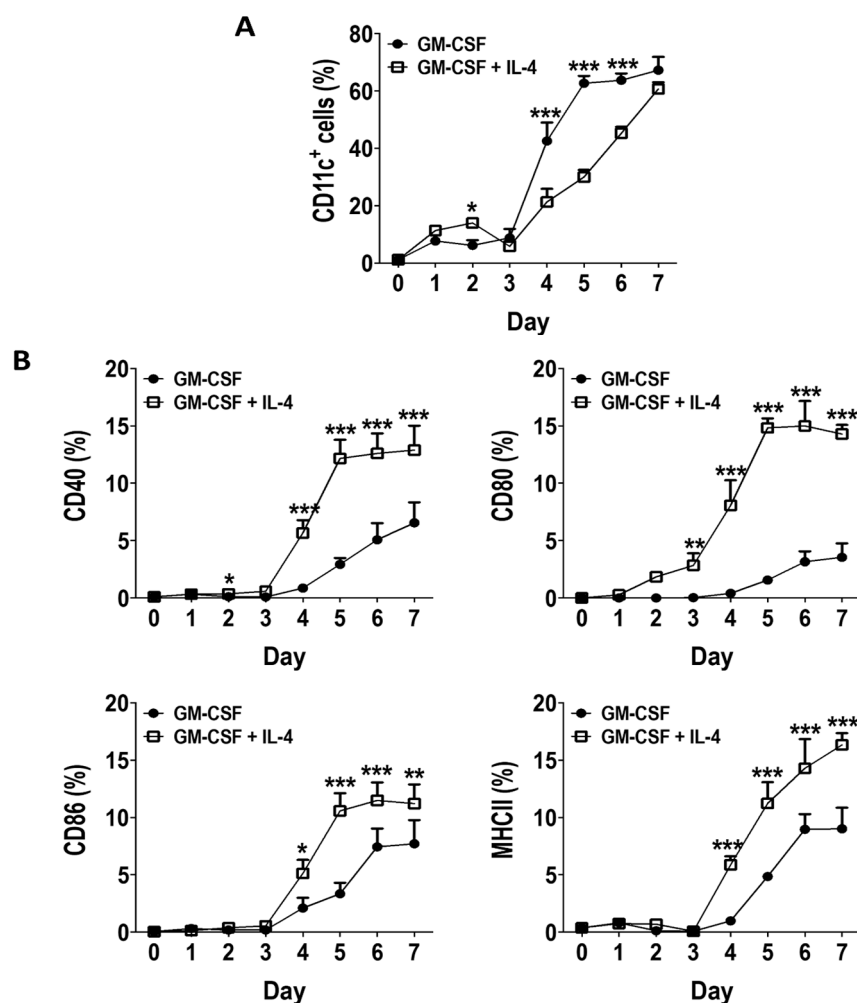 A
GM-CSF
GM-CSF + IL-4
CD11c⁺ cells (%)
80
60
40
20
0
* *** *** ***
0 1 2 3 4 5 6 7
Day
B
GM-CSF
GM-CSF + IL-4
CD40 (%)
20
15
10
5
0
* *** *** *** ***
0 1 2 3 4 5 6 7
Day
GM-CSF
GM-CSF + IL-4
CD80 (%)
20
15
10
5
0
** *** *** *** ***
0 1 2 3 4 5 6 7
Day
GM-CSF
GM-CSF + IL-4
CD86 (%)
20
15
10
5
0
* *** *** **
0 1 2 3 4 5 6 7
Day
GM-CSF
GM-CSF + IL-4
MHCII (%)
20
15
10
5
0
*** *** *** ***
0 1 2 3 4 5 6 7
Day